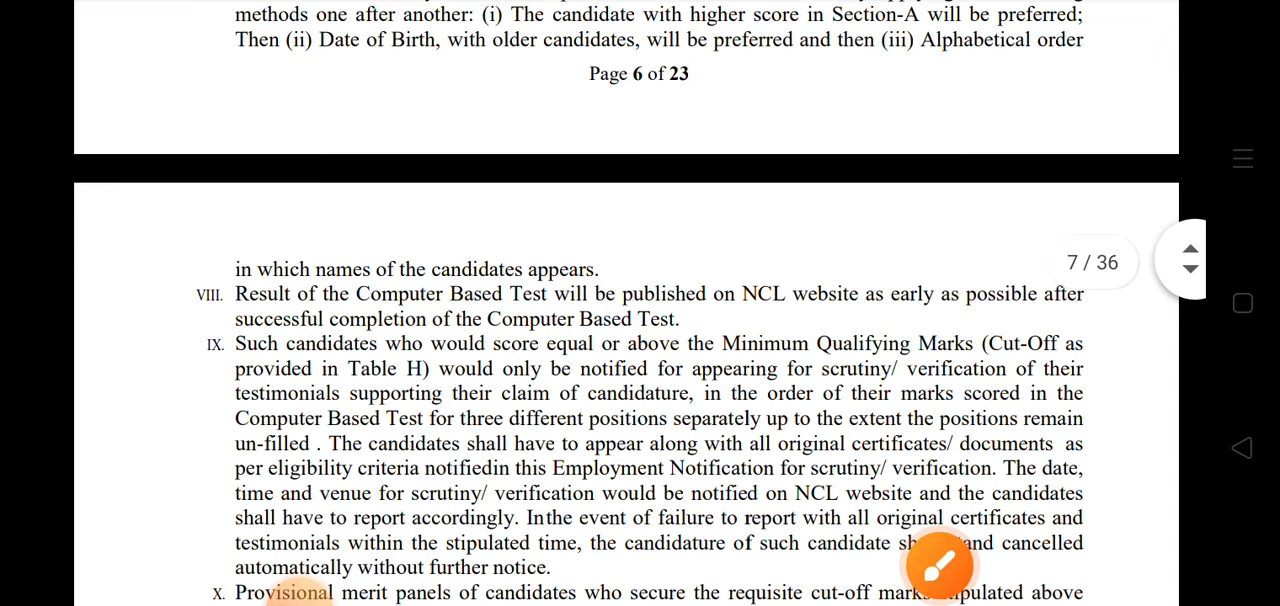 methods one after another: (i) The candidate with higher score in Section-A will be preferred;
Then (ii) Date of Birth, with older candidates, will be preferred and then (iii) Alphabetical order
Page 6 of 23
in which names of the candidates appears.
7 / 36
VIII. Result of the Computer Based Test will be published on NCL website as early as possible after
successful completion of the Computer Based Test.
IX. Such candidates who would score equal or above the Minimum Qualifying Marks (Cut-Off as
provided in Table H) would only be notified for appearing for scrutiny/ verification of their
testimonials supporting their claim of candidature, in the order of their marks scored in the
Computer Based Test for three different positions separately up to the extent the positions remain
un-filled . The candidates shall have to appear along with all original certificates/ documents as
per eligibility criteria notifiedin this Employment Notification for scrutiny/ verification. The date,
time and venue for scrutiny/ verification would be notified on NCL website and the candidates
shall have to report accordingly. Inthe event of failure to report with all original certificates and
testimonials within the stipulated time, the candidature of such candidate and cancelled
automatically without further notice.
X. Provisional merit panels of candidates who secure the requisite cut-off above